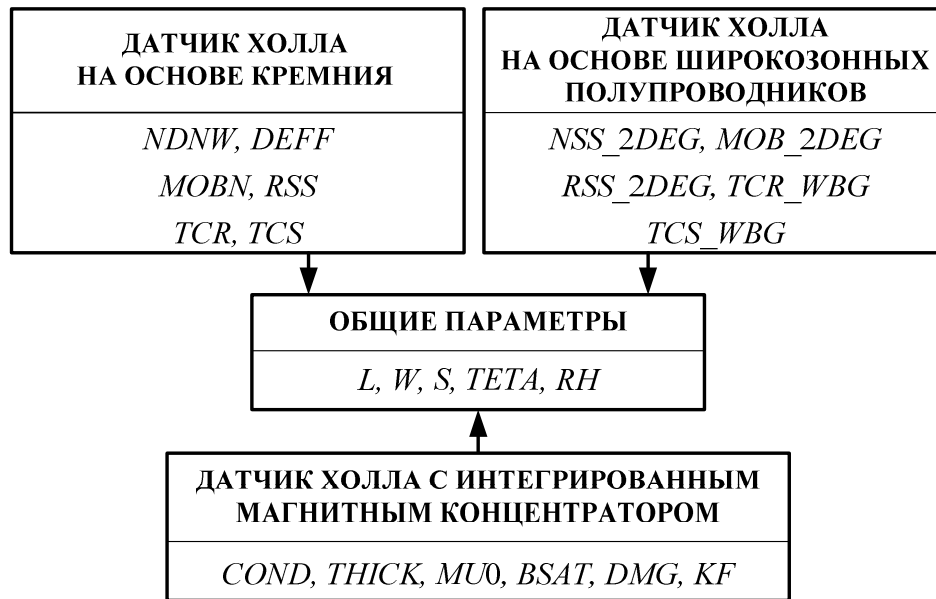 ДАТЧИК ХОЛЛА
НА ОСНОВЕ КРЕМНИЯ
NDNW, DEFF
MOBN, RSS
TCR, TCS
ДАТЧИК ХОЛЛА
НА ОСНОВЕ ШИРОКОЗОННЫХ
ПОЛУПРОВОДНИКОВ
NSS_2DEG, MOB_2DEG
RSS_2DEG, TCR_WBG
TCS_WBG
ОБЩИЕ ПАРАМЕТРЫ
L, W, S, TETA, RH
ДАТЧИК ХОЛЛА С ИНТЕГРИРОВАННЫМ
МАГНИТНЫМ КОНЦЕНТРАТОРОМ
COND, THICK, MU0, BSAT, DMG, KF